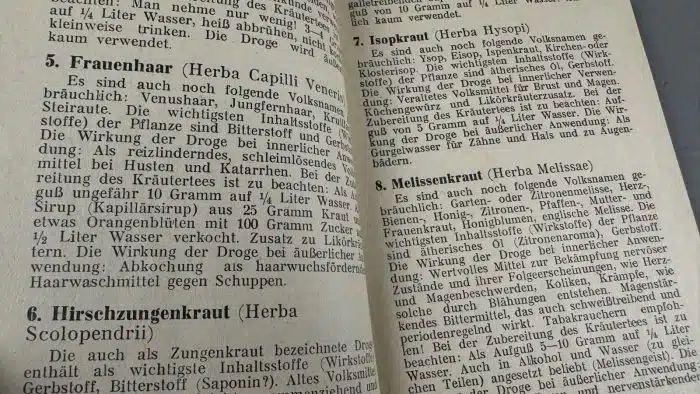 beachten: Man nehme nur wenig! 3—4
auf ¼ Liter Wasser, heiß abbrühen, nicht
kleinweise trinken. Die Droge wird
kaum verwendet.
5. Frauenhaar (Herba Capilli Veneris
Es sind auch noch folgende Volksnamen
bräuchlich: Venushaar, Jungfernhaar,
Steiraute. Die wichtigsten Inhaltsstoffe
stoffe) der Pflanze sind Bitterstoff und
Die Wirkung der Droge bei innerlicher
dung: Als reizlinderndes, schleimlösendes
mittel bei Husten und Katarrhen. Bei der
reitung des Kräutertees ist zu beachten: Als
guß ungefähr 10 Gramm auf ¼ Liter Wasser.
Sirup (Kapillärsirup) aus 25 Gramm Kraut
etwas Orangenblüten mit 100 Gramm Zucker
½ Liter Wasser verkocht. Zusatz zu
tern. Die Wirkung der Droge bei äußerlicher
wendung: Abkochung als haarwuchsfördern
Haarwaschmittel gegen Schuppen.
6. Hirschzungenkraut (Herba
Scolopendrii)
Die auch als Zungenkraut bezeichnete
enthält als wichtigste Inhaltsstoffe (Wirkstoffe)
Gerbstoff, Bitterstoff (Saponin?). Altes
guß von 10 Gramm auf ¼ Liter
lich kaum verwendet.
7. Isopkraut (Herba Hysopi)
Es sind auch noch folgende Volksnamen ge-
bräuchlich: Ysop, Eisop, Ispenkraut, Kirchen- oder
Klosterisop. Die wichtigsten Inhaltsstoffe (Wirk-
stoffe) der Pflanze sind ätherisches Öl, Gerbstoff.
Die Wirkung der Droge bei innerlicher Verwen-
dung: Veraltetes Volksmittel für Brust und Magen.
Küchengewürz, und Likörkräuterzusatz. Bei der
Zubereitung des Kräutertees ist zu beachten: Auf-
guß von 5 Gramm auf ¼ Liter Wasser. Die Wir-
kung der Droge bei äußerlicher Anwendung: Als
Gurgelwasser für Zähne und Hals und zu Augen-
bädern.
8. Melissenkraut (Herba Melissae)
Es sind auch noch folgende Volksnamen ge-
bräuchlich: Garten- oder Zitronenmelisse, Herz-,
Bienen-, Honig-, Zitronen-, Pfaffen-, Mutter- und
Frauenkraut, Honigblumen, englische Melisse. Die
wichtigsten Inhaltsstoffe (Wirkstoffe) der Pflanze
sind ätherisches Öl (Zitronenaroma), Gerbstoff.
Die Wirkung der Droge bei innerlicher Anwen-
dung: Wertvolles Mittel zur Bekämpfung nervöser
Zustände und ihrer Folgeerscheinungen, wie Herz-
und Magenbeschwerden, Koliken, Krämpfe, wie
solche durch Blähungen entstehen. Magenstär-
kendes Bittermittel, das auch schweißtreibend und
periodenregelnd wirkt. Tabakrauchern empfoh-
len! Bei der Zubereitung des Kräutertees ist zu
beachten: Als Aufguß 5—10 Gramm auf ¼ Liter
Wasser. Auch in Alkohol und Wasser (zu glei-
chen Teilen) angesetzt beliebt (Melissengeist). Die
der Droge bei äußerlicher Anwendung:
und nervenstärkender